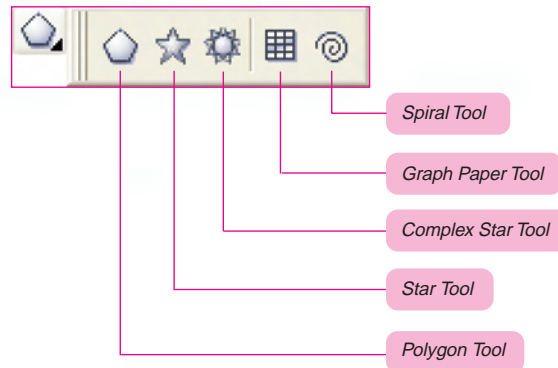 Spiral Tool
Graph Paper Tool
Complex Star Tool
Star Tool
Polygon Tool